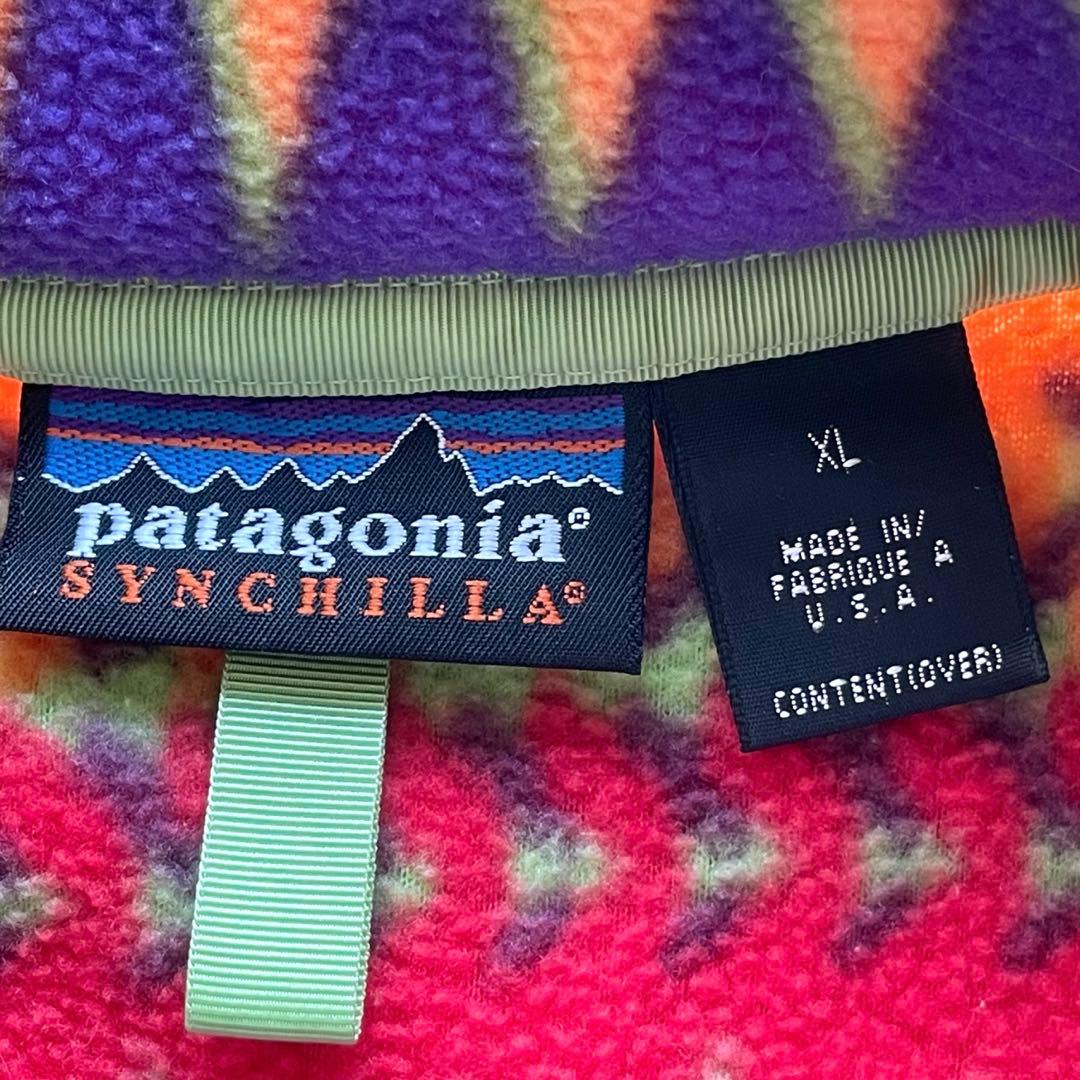 patagonia®
SYNCHILLA®
XL
MADE IN/
FABRIQUE A
U.S.A.
CONTENT(OVER)